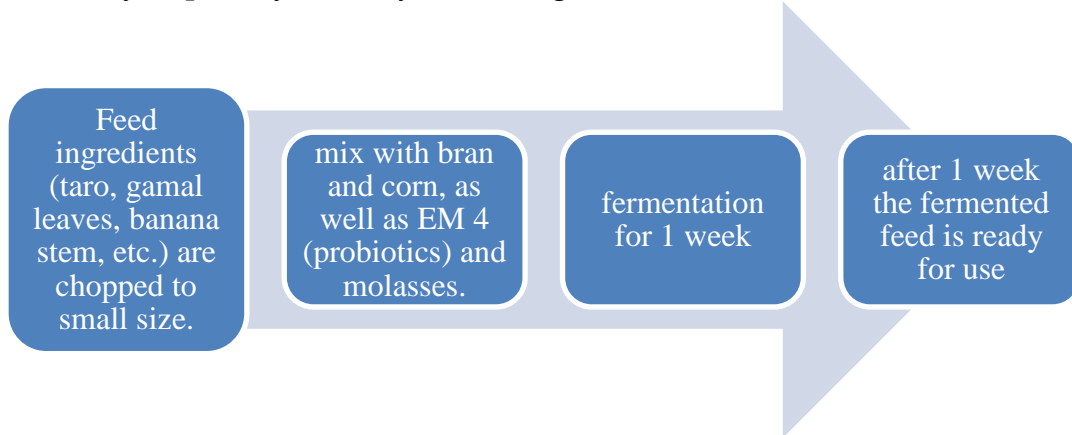 Feed
ingredients
(taro, gamal
leaves, banana
stem, etc.) are
chopped to
small size.
mix with bran
and corn, as
well as EM 4
(probiotics) and
molasses.
fermentation
for 1 week
after 1 week
the fermented
feed is ready
for use